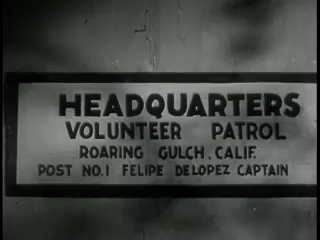 HEADQUARTERS
VOLUNTEER PATROL
ROARING GULCH, CALIF.
POST NO.1 FELIPE DELOPEZ CAPTAIN